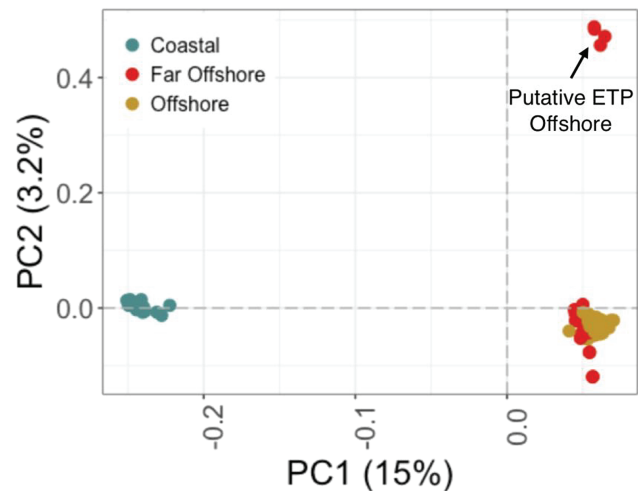 Coastal
Far Offshore
Offshore
Putative ETP
Offshore
0.4
0.2
0.0
PC2 (3.2%)
-0.2
-0.1
0.0
PC1 (15%)